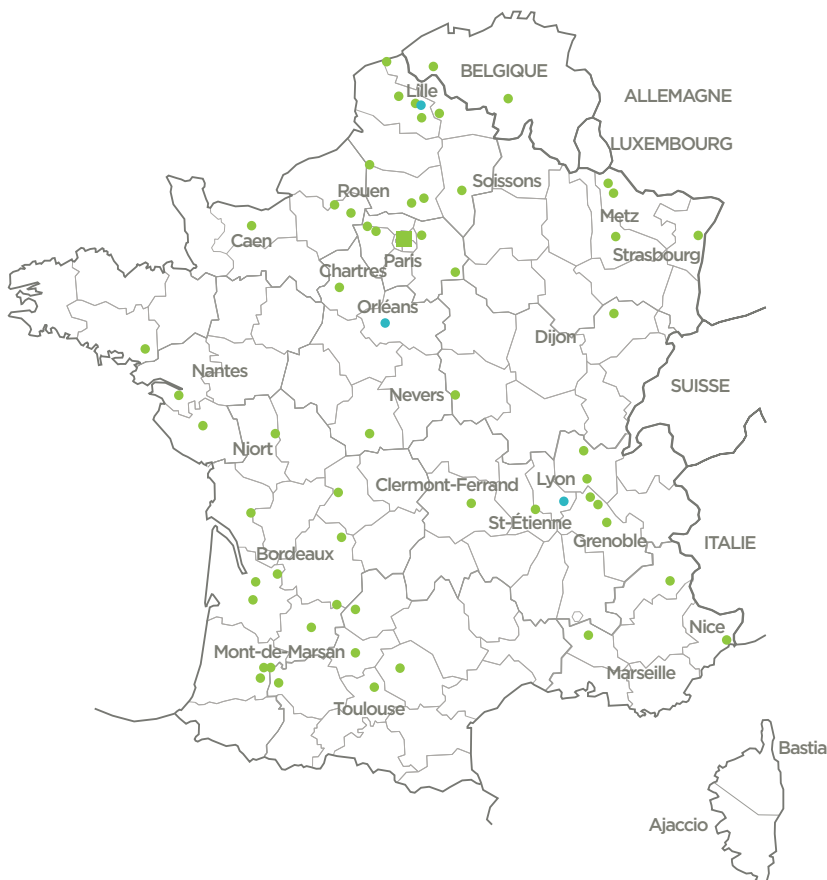 BELGIQUE
Lille
ALLEMAGNE
LUXEMBOURG
Soissons
Rouen
Metz
Caen
Strasbourg
Paris
Chartres
Orléans
Dijon
Nantes
SUISSE
Nevers
Niort
Lyon
Clermont-Ferrand
St-Étienne
Grenoble
ITALIE
Bordeaux
Nice
Mont-de-Marsan
Marseille
Toulouse
Bastia
Ajaccio